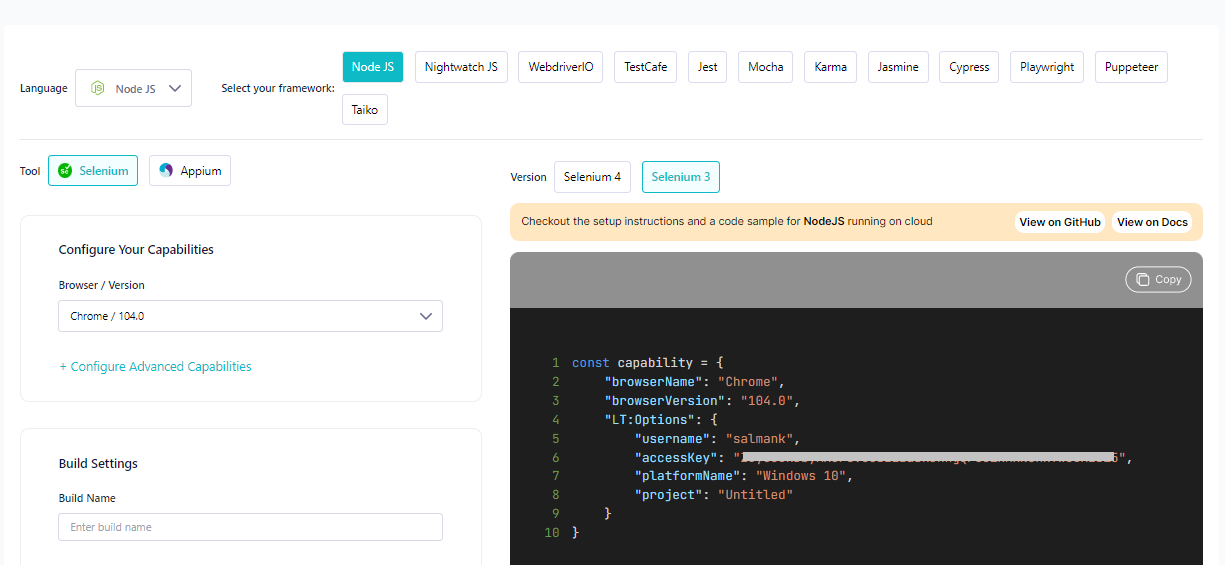 Language
Node JS
Select your framework:
Node JS
Nightwatch JS
WebdriverIO
TestCafe
Jest
Mocha
Karma
Jasmine
Cypress
Playwright
Puppeteer
Taiko
Tool
Selenium
Appium
Version
Selenium 4
Selenium 3
Checkout the setup instructions and a code sample for NodeJS running on cloud
View on GitHub
View on Docs
Configure Your Capabilities
Browser / Version
Chrome / 104.0
+ Configure Advanced Capabilities
Build Settings
Build Name
Enter build name
Copy
1 const capability = {
2 "browserName": "Chrome",
3 "browserVersion": "104.0",
4 "LT:Options": {
5 "username": "salmank",
6 "accessKey": "",
7 "platformName": "Windows 10",
8 "project": "Untitled"
9 }
10 }